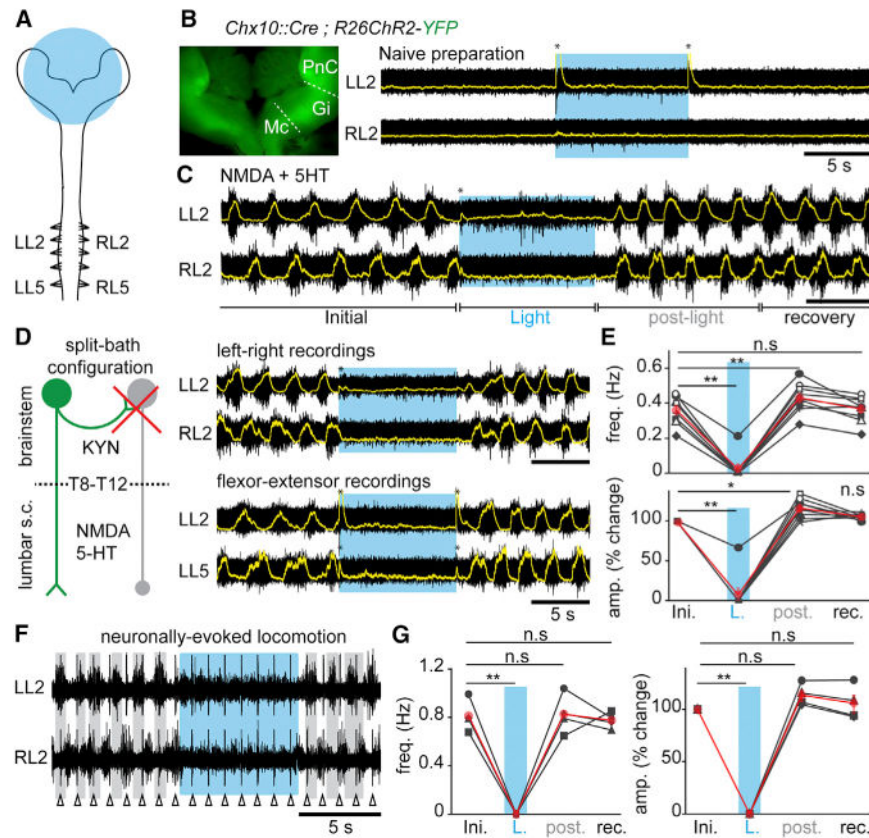 A
LL2
RL2
LL5
RL5
B
Chx10::Cre ; R26ChR2-YFP
PnC
Gi
Mc
Naive preparation
*
*
LL2
RL2
5 s
C
NMDA + 5HT
*
LL2
RL2
Initial
Light
post-light
recovery
D
split-bath
configuration
brainstem
KYN
T8-T12
lumbar s.c.
NMDA
5-HT
left-right recordings
*
LL2
RL2
flexor-extensor recordings
*
*
LL2
*
*
LL5
5 s
E
n.s
**
**
freq. (Hz)
0.6
0.4
0.2
0
*
n.s
**
amp. (% change)
100
50
0
Ini.
L.
post.
rec.
F
neuronally-evoked locomotion
LL2
RL2
5 s
G
n.s
n.s
**
freq. (Hz)
1.2
0.8
0.4
0
Ini.
L.
post.
rec.
n.s
n.s
**
amp. (% change)
100
50
0
Ini.
L.
post.
rec.